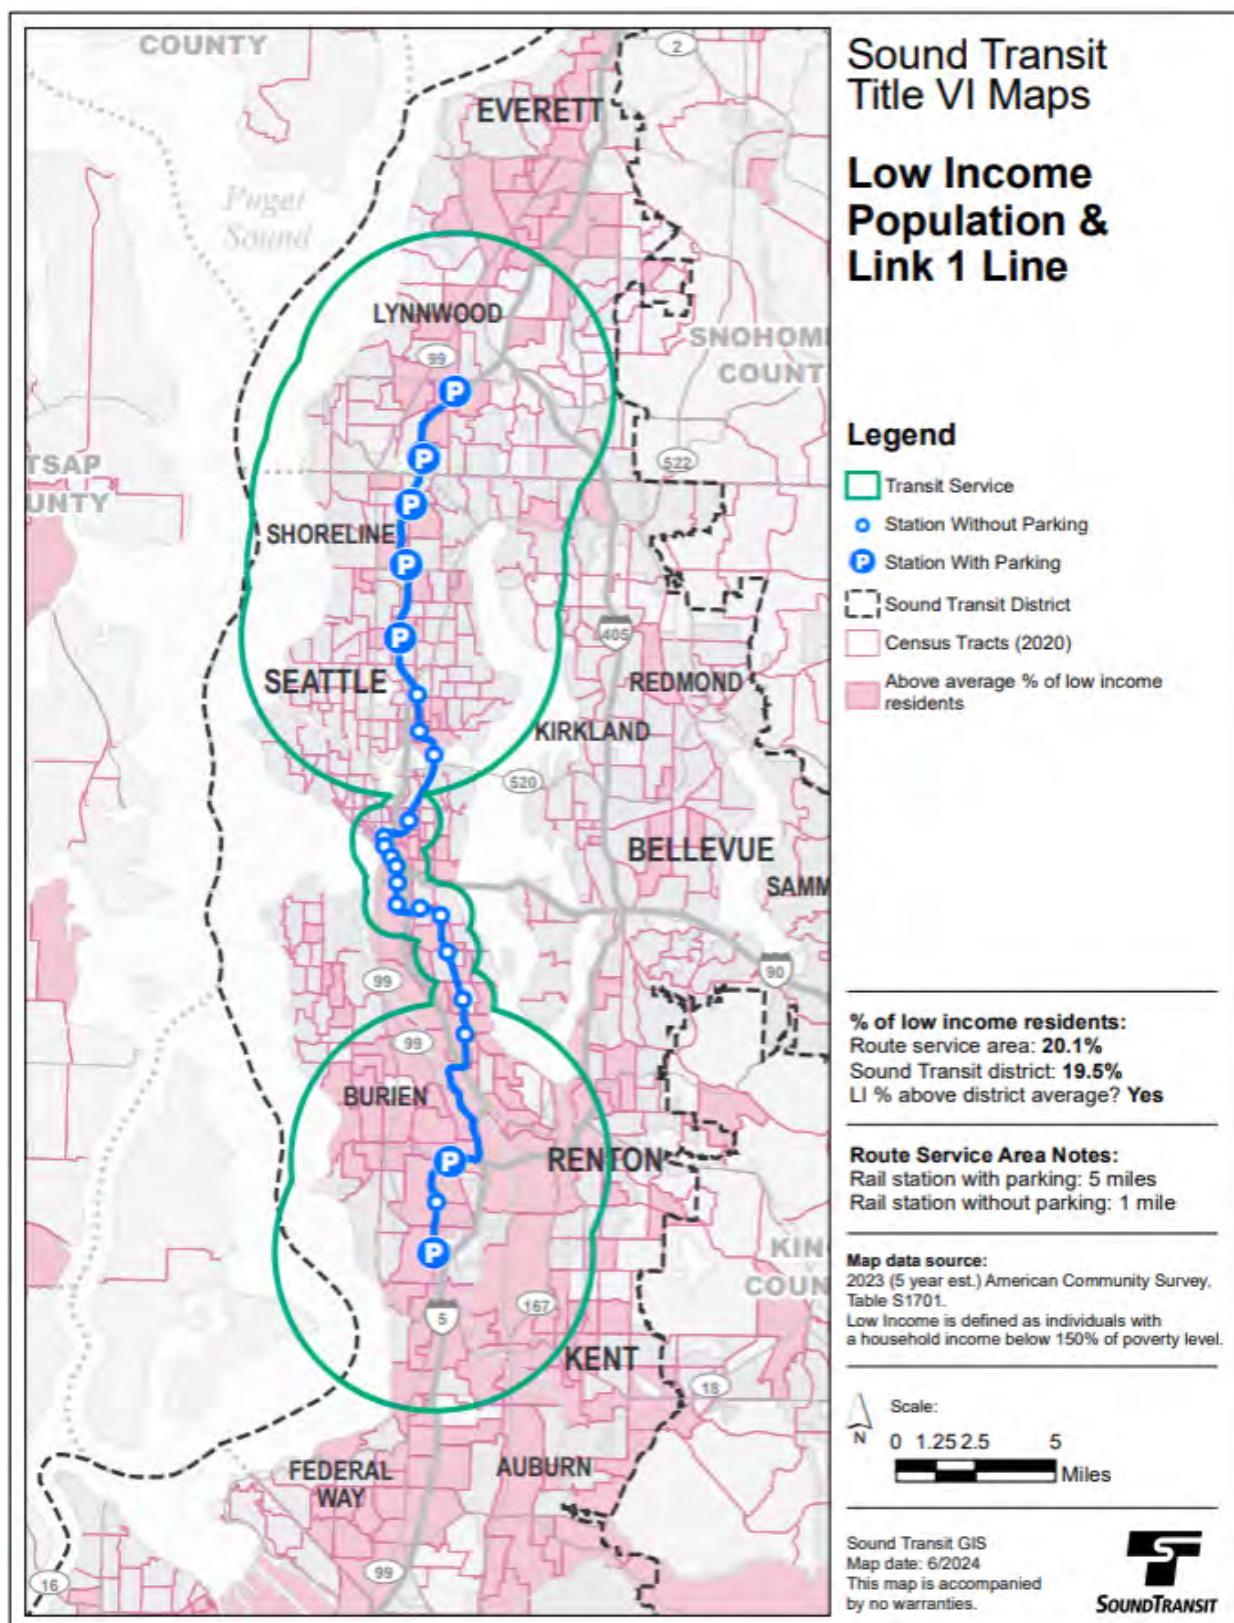 COUNTY
2
EVERETT
Puget
Sound
LYNNWOOD
99
SNOHOMI
COUNT
522
TSAP
UNTY
SHORELINE
405
SEATTLE
REDMOND
KIRKLAND
520
BELLEVUE
SAMM
99
90
99
BURIEN
RENTON
KIN
COUN
167
5
KENT
18
FEDERAL
WAY
AUBURN
99
16
P
P
P
P
P
P
P
Sound Transit
Title VI Maps
Low Income
Population &
Link 1 Line
Legend
Transit Service
Station Without Parking
P Station With Parking
Sound Transit District
Census Tracts (2020)
Above average % of low income
residents
% of low income residents:
Route service area: 20.1%
Sound Transit district: 19.5%
LI % above district average? Yes
Route Service Area Notes:
Rail station with parking: 5 miles
Rail station without parking: 1 mile
Map data source:
2023 (5 year est.) American Community Survey,
Table S1701.
Low Income is defined as individuals with
a household income below 150% of poverty level.
N
Scale:
0 1.25 2.5 5
Miles
Sound Transit GIS
Map date: 6/2024
This map is accompanied
by no warranties.
T
SOUNDTRANSIT